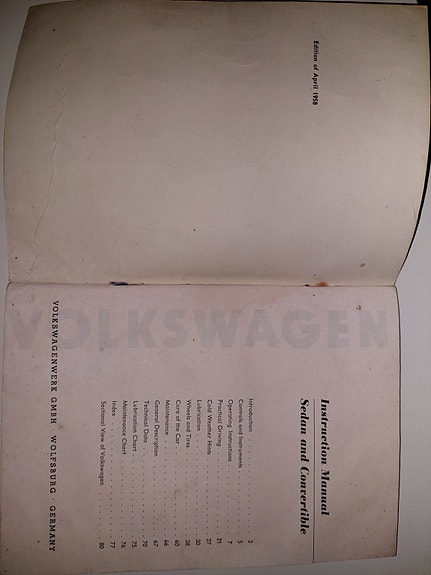 Edition of April 1958
Instruction Manual
Sedan and Convertible
VOLKSWAGEN
Introduction . . . 3
Controls and Instruments . . . 5
Operating Instructions . . . 7
Practical Driving . . . 21
Cold Weather Hints . . . 27
Lubrication . . . 30
Wheels and Tires . . . 36
Care of the Car . . . 40
Maintenance . . . 46
General Description . . . 67
Technical Data . . . 70
Lubrication Chart . . . 75
Maintenance Chart . . . 76
Index . . . 77
Sectional View of Volkswagen . . . 80
VOLKSWAGENWERK GMBH WOLFSBURG GERMANY